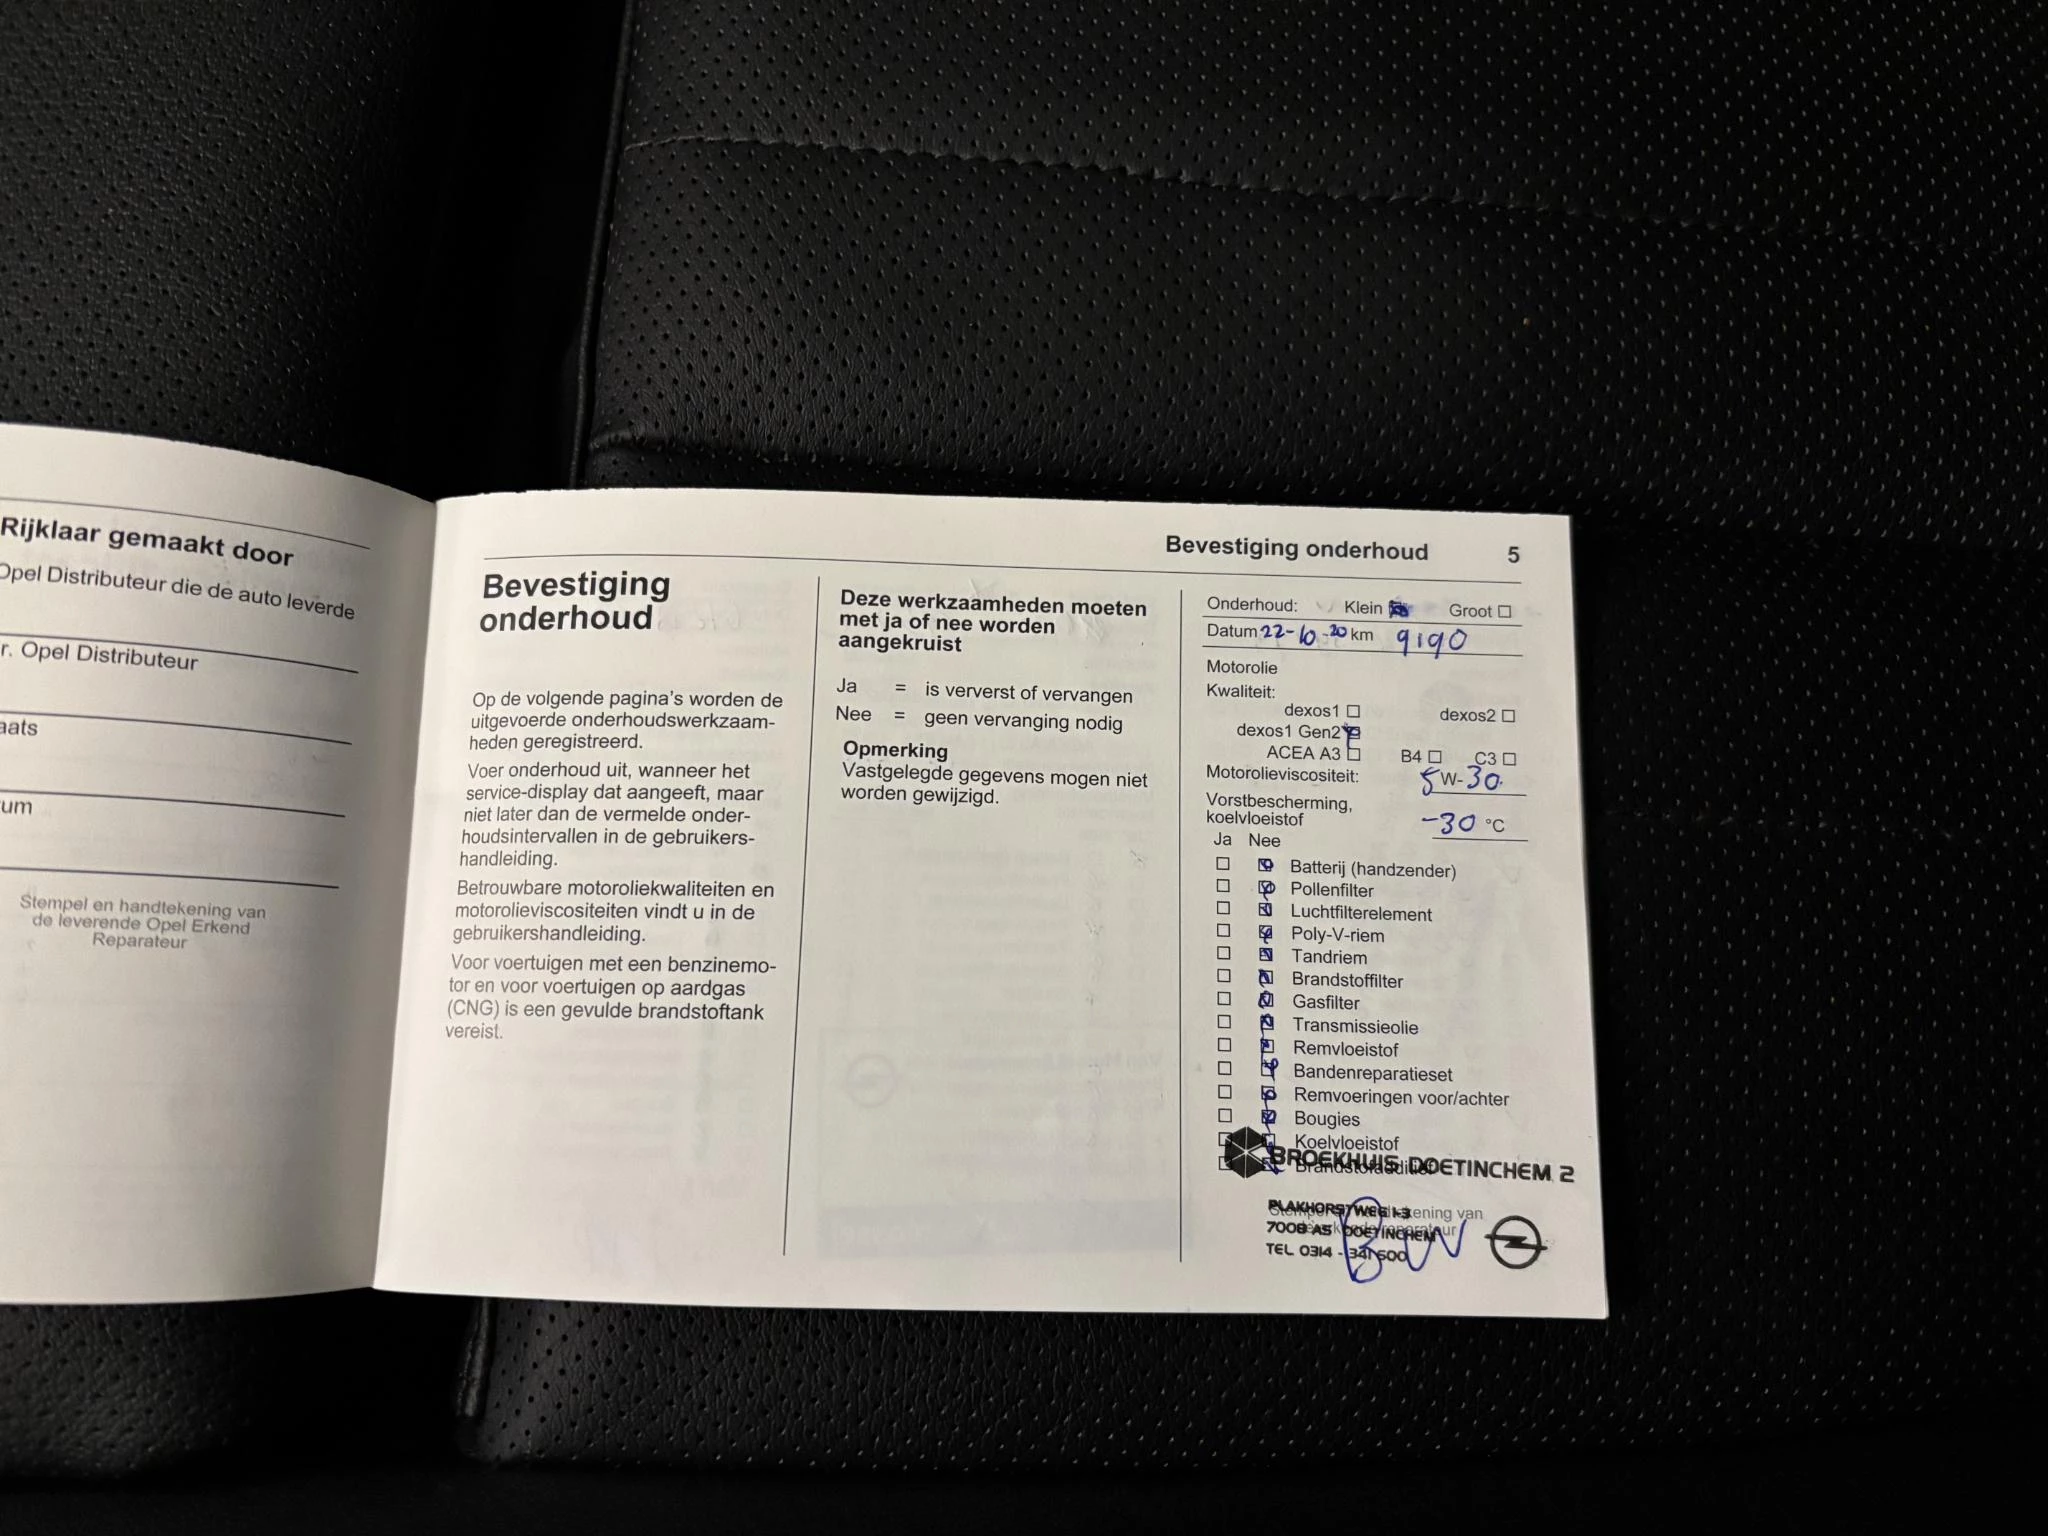 Rijklaar gemaakt door
Opel Distributeur die de auto leverde
r. Opel Distributeur
aats
um
Stempel en handtekening van
de leverende Opel Erkend
Reparateur
Bevestiging onderhoud 5
Bevestiging
onderhoud
Op de volgende pagina's worden de
uitgevoerde onderhoudswerkzaam-
heden geregistreerd.
Voer onderhoud uit, wanneer het
service-display dat aangeeft, maar
niet later dan de vermelde onder-
houdsintervallen in de gebruikers-
handleiding.
Betrouwbare motoroliekwaliteiten en
motorolieviscositeiten vindt u in de
gebruikershandleiding.
Voor voertuigen met een benzinemo-
tor en voor voertuigen op aardgas
(CNG) is een gevulde brandstoftank
vereist.
Deze werkzaamheden moeten
met ja of nee worden
aangekruist
Ja = is ververst of vervangen
Nee = geen vervanging nodig
Opmerking
Vastgelegde gegevens mogen niet
worden gewijzigd.
Onderhoud: Klein Groot
Datum 22-10-20 km 9190
Motorolie
Kwaliteit:
dexos1 dexos2
dexos1 Gen2
ACEA A3 B4 C3
Motorolieviscositeit: 5 W-30
Vorstbescherming,
koelvloeistof -30 °C
Ja Nee
Batterij (handzender)
Pollenfilter
Luchtfilterelement
Poly-V-riem
Tandriem
Brandstoffilter
Gasfilter
Transmissieolie
Remvloeistof
Bandenreparatieset
Remvoeringen voor/achter
Bougies
Koelvloeistof
Brandstofadditief
BROEKHUIS DOETINCHEM 2
PLAKHORSTWEG 1-3
7008 AS DOETINCHEM
TEL 0314 - 341500